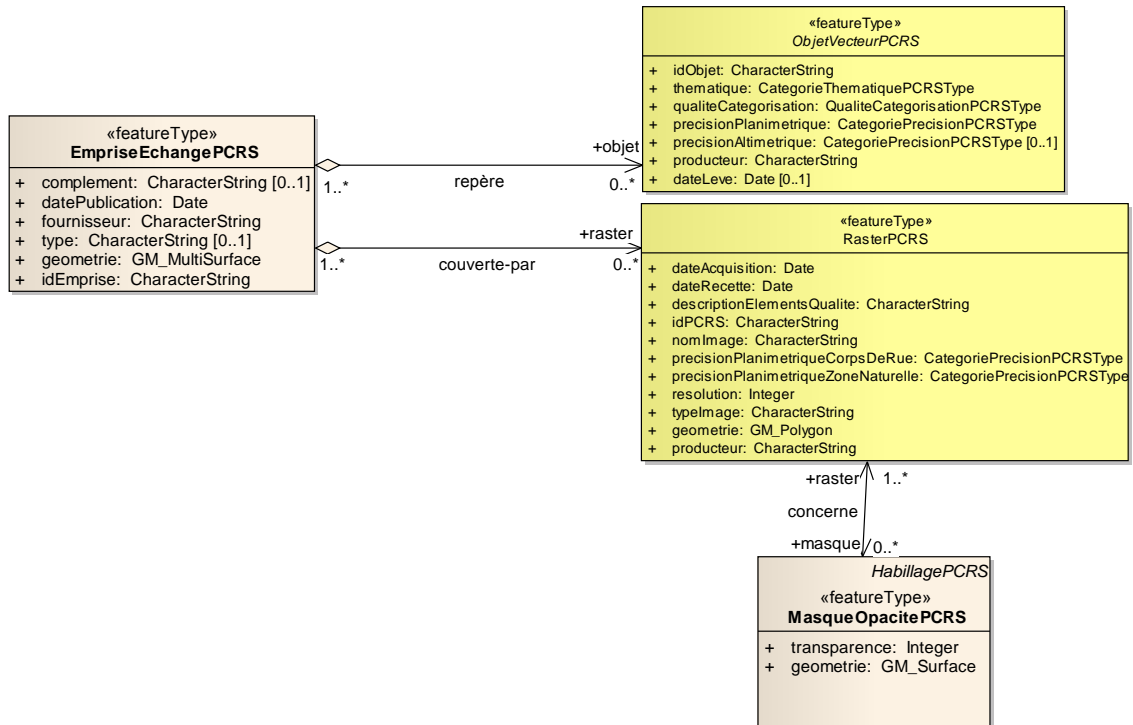 «featureType»
ObjetVecteurPCRS
+ idObjet: CharacterString
+ thematique: CategorieThematiquePCRSType
+ qualiteCategorisation: QualiteCategorisationPCRSType
+ precisionPlanimetrique: CategoriePrecisionPCRSType
+ precisionAltimetrique: CategoriePrecisionPCRSType [0..1]
+ producteur: CharacterString
+ dateLeve: Date [0..1]
«featureType»
EmpriseEchangePCRS
+ complement: CharacterString [0..1]
+ datePublication: Date
+ fournisseur: CharacterString
+ type: CharacterString [0..1]
+ geometrie: GM_MultiSurface
+ idEmprise: CharacterString
+objet
1..*
repère
0..*
+raster
1..*
couverte-par
0..*
«featureType»
RasterPCRS
+ dateAcquisition: Date
+ dateRecette: Date
+ descriptionElementsQualite: CharacterString
+ idPCRS: CharacterString
+ nomImage: CharacterString
+ precisionPlanimetriqueCorpsDeRue: CategoriePrecisionPCRSType
+ precisionPlanimetriqueZoneNaturelle: CategoriePrecisionPCRSType
+ resolution: Integer
+ typeImage: CharacterString
+ geometrie: GM_Polygon
+ producteur: CharacterString
+raster 1..*
concerne
+masque 0..*
HabillagePCRS
«featureType»
MasqueOpacitePCRS
+ transparence: Integer
+ geometrie: GM_Surface